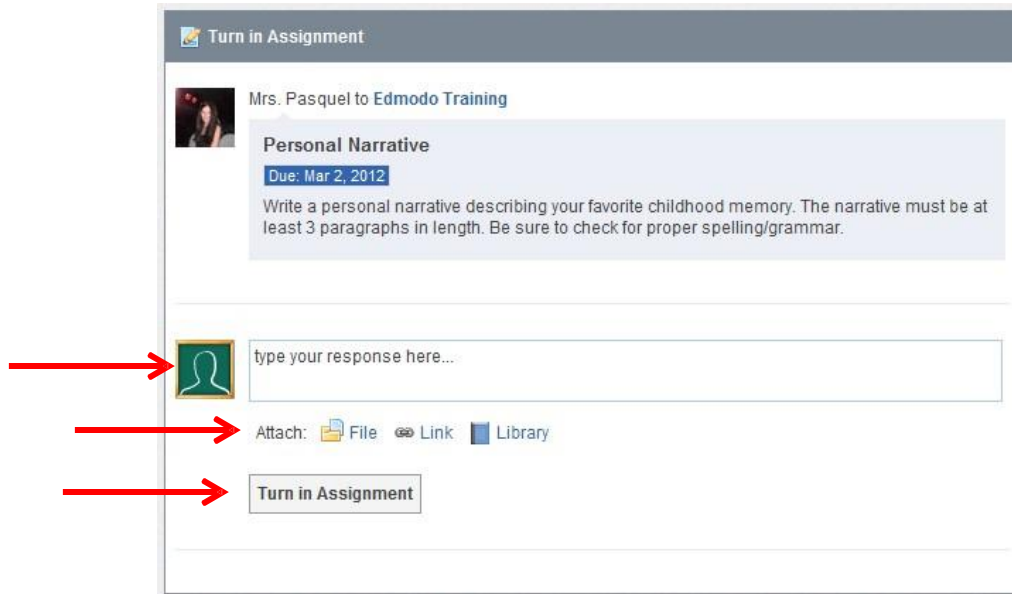 Turn in Assignment
Mrs. Pasquel to Edmodo Training
Personal Narrative
Due: Mar 2, 2012
Write a personal narrative describing your favorite childhood memory. The narrative must be at
least 3 paragraphs in length. Be sure to check for proper spelling/grammar.
type your response here...
Attach: File Link Library
Turn in Assignment